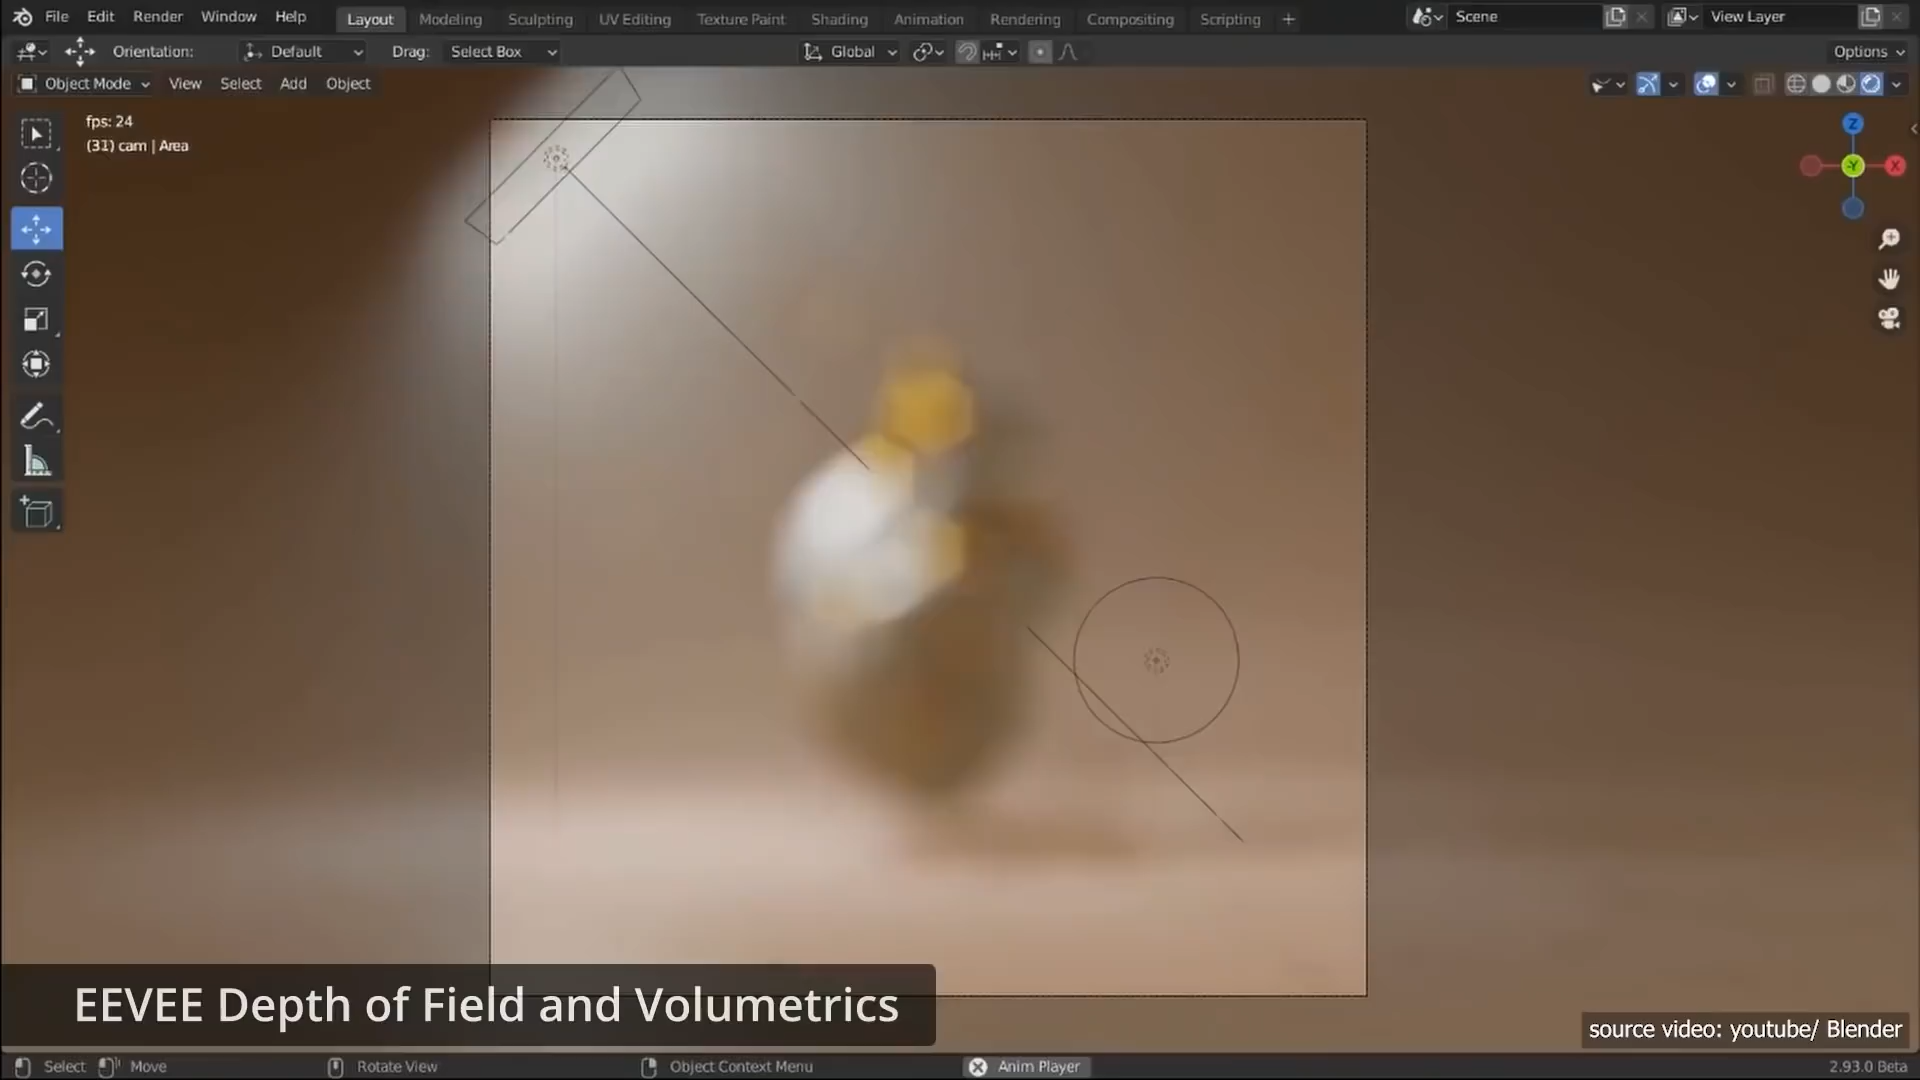 File Edit Render Window Help Layout Modeling Sculpting UV Editing Texture Paint Shading Animation Rendering Compositing Scripting + Scene View Layer
Orientation: Default Drag: Select Box Global Options
Object Mode View Select Add Object
fps: 24
(31) cam | Area
Z
-Y
X
EEVEE Depth of Field and Volumetrics
source video: youtube/ Blender
Select Move Rotate View Object Context Menu Anim Player 2.93.0 Beta